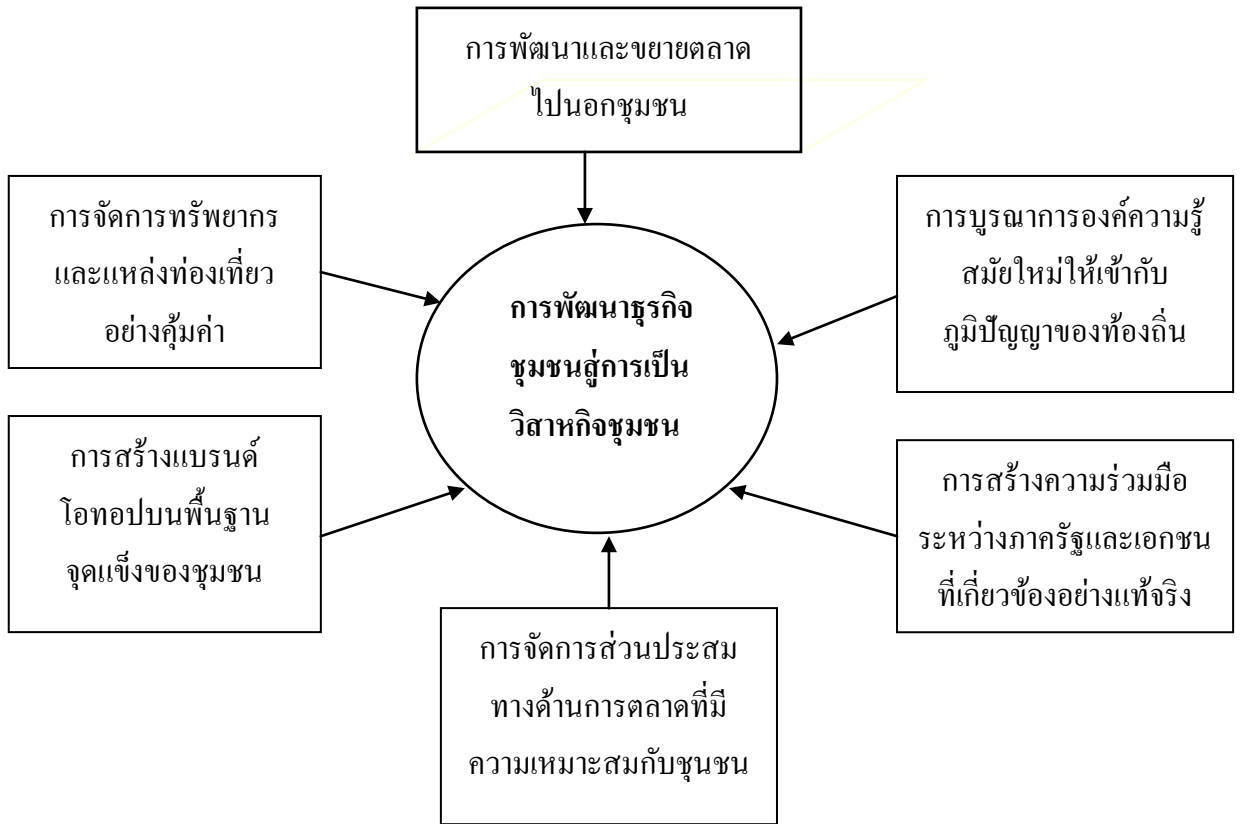 การพัฒนาและขยายตลาด
ไปนอกชุมชน
การจัดการทรัพยากร
และแหล่งท่องเที่ยว
อย่างคุ้มค่า
การบูรณาการองค์ความรู้
สมัยใหม่ให้เข้ากับ
ภูมิปัญญาของท้องถิ่น
การพัฒนาธุรกิจ
ชุมชนสู่การเป็น
วิสาหกิจชุมชน
การสร้างแบรนด์
โอทอปบนพื้นฐาน
จุดแข็งของชุมชน
การสร้างความร่วมมือ
ระหว่างภาครัฐและเอกชน
ที่เกี่ยวข้องอย่างแท้จริง
การจัดการส่วนประสม
ทางด้านการตลาดที่มี
ความเหมาะสมกับชุนชน